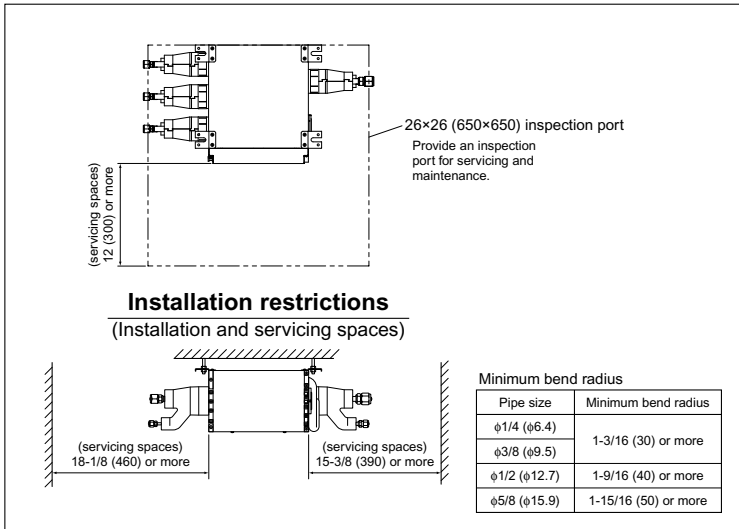 26×26 (650×650) inspection port
Provide an inspection
port for servicing and
maintenance.
(servicing spaces)
12 (300) or more
Installation restrictions
(Installation and servicing spaces)
(servicing spaces)
18-1/8 (460) or more
(servicing spaces)
15-3/8 (390) or more
Minimum bend radius
Pipe size Minimum bend radius
ϕ1/4 (ϕ6.4)
1-3/16 (30) or more
ϕ3/8 (ϕ9.5)
ϕ1/2 (ϕ12.7) 1-9/16 (40) or more
ϕ5/8 (ϕ15.9) 1-15/16 (50) or more